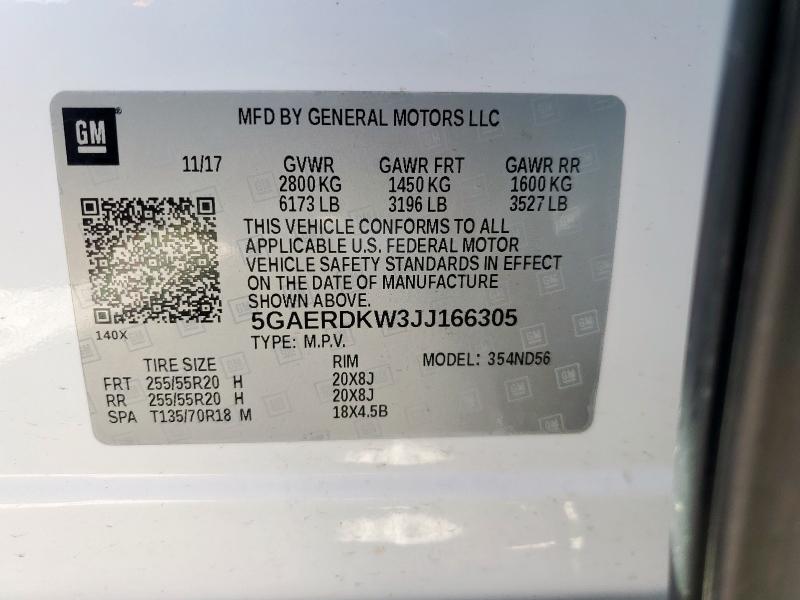 GM®
MFD BY GENERAL MOTORS LLC
11/17 GVWR GAWR FRT GAWR RR
2800 KG 1450 KG 1600 KG
6173 LB 3196 LB 3527 LB
THIS VEHICLE CONFORMS TO ALL
APPLICABLE U.S. FEDERAL MOTOR
VEHICLE SAFETY STANDARDS IN EFFECT
ON THE DATE OF MANUFACTURE
SHOWN ABOVE.
140X
5GAERDKW3JJ166305
TYPE: M.P.V. MODEL: 354ND56
TIRE SIZE RIM
FRT 255/55R20 H 20X8J
RR 255/55R20 H 20X8J
SPA T135/70R18 M 18X4.5B